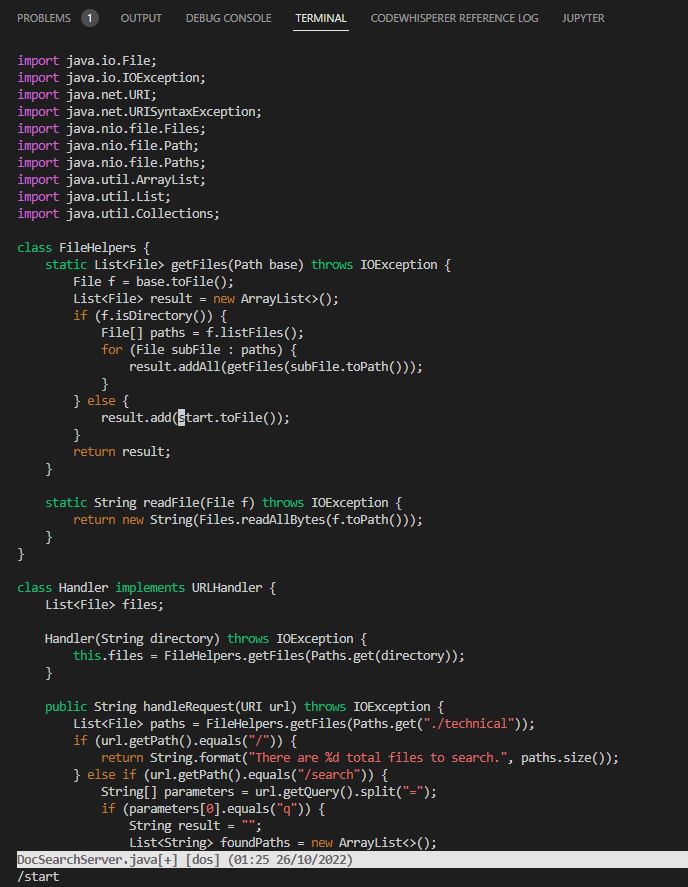 PROBLEMS 1 OUTPUT DEBUG CONSOLE TERMINAL CODEWHISPERER REFERENCE LOG JUPYTER
import java.io.File;
import java.io.IOException;
import java.net.URI;
import java.net.URISyntaxException;
import java.nio.file.Files;
import java.nio.file.Path;
import java.nio.file.Paths;
import java.util.ArrayList;
import java.util.List;
import java.util.Collections;

class FileHelpers {
    static List<File> getFiles(Path base) throws IOException {
        File f = base.toFile();
        List<File> result = new ArrayList<>();
        if (f.isDirectory()) {
            File[] paths = f.listFiles();
            for (File subFile : paths) {
                result.addAll(getFiles(subFile.toPath()));
            }
        } else {
            result.add(start.toFile());
        }
        return result;
    }

    static String readFile(File f) throws IOException {
        return new String(Files.readAllBytes(f.toPath()));
    }
}

class Handler implements URLHandler {
    List<File> files;

    Handler(String directory) throws IOException {
        this.files = FileHelpers.getFiles(Paths.get(directory));
    }

    public String handleRequest(URI url) throws IOException {
        List<File> paths = FileHelpers.getFiles(Paths.get("./technical"));
        if (url.getPath().equals("/")) {
            return String.format("There are %d total files to search.", paths.size());
        } else if (url.getPath().equals("/search")) {
            String[] parameters = url.getQuery().split("=");
            if (parameters[0].equals("q")) {
                String result = "";
                List<String> foundPaths = new ArrayList<>();
DocSearchServer.java[+] [dos] (01:25 26/10/2022)
/start